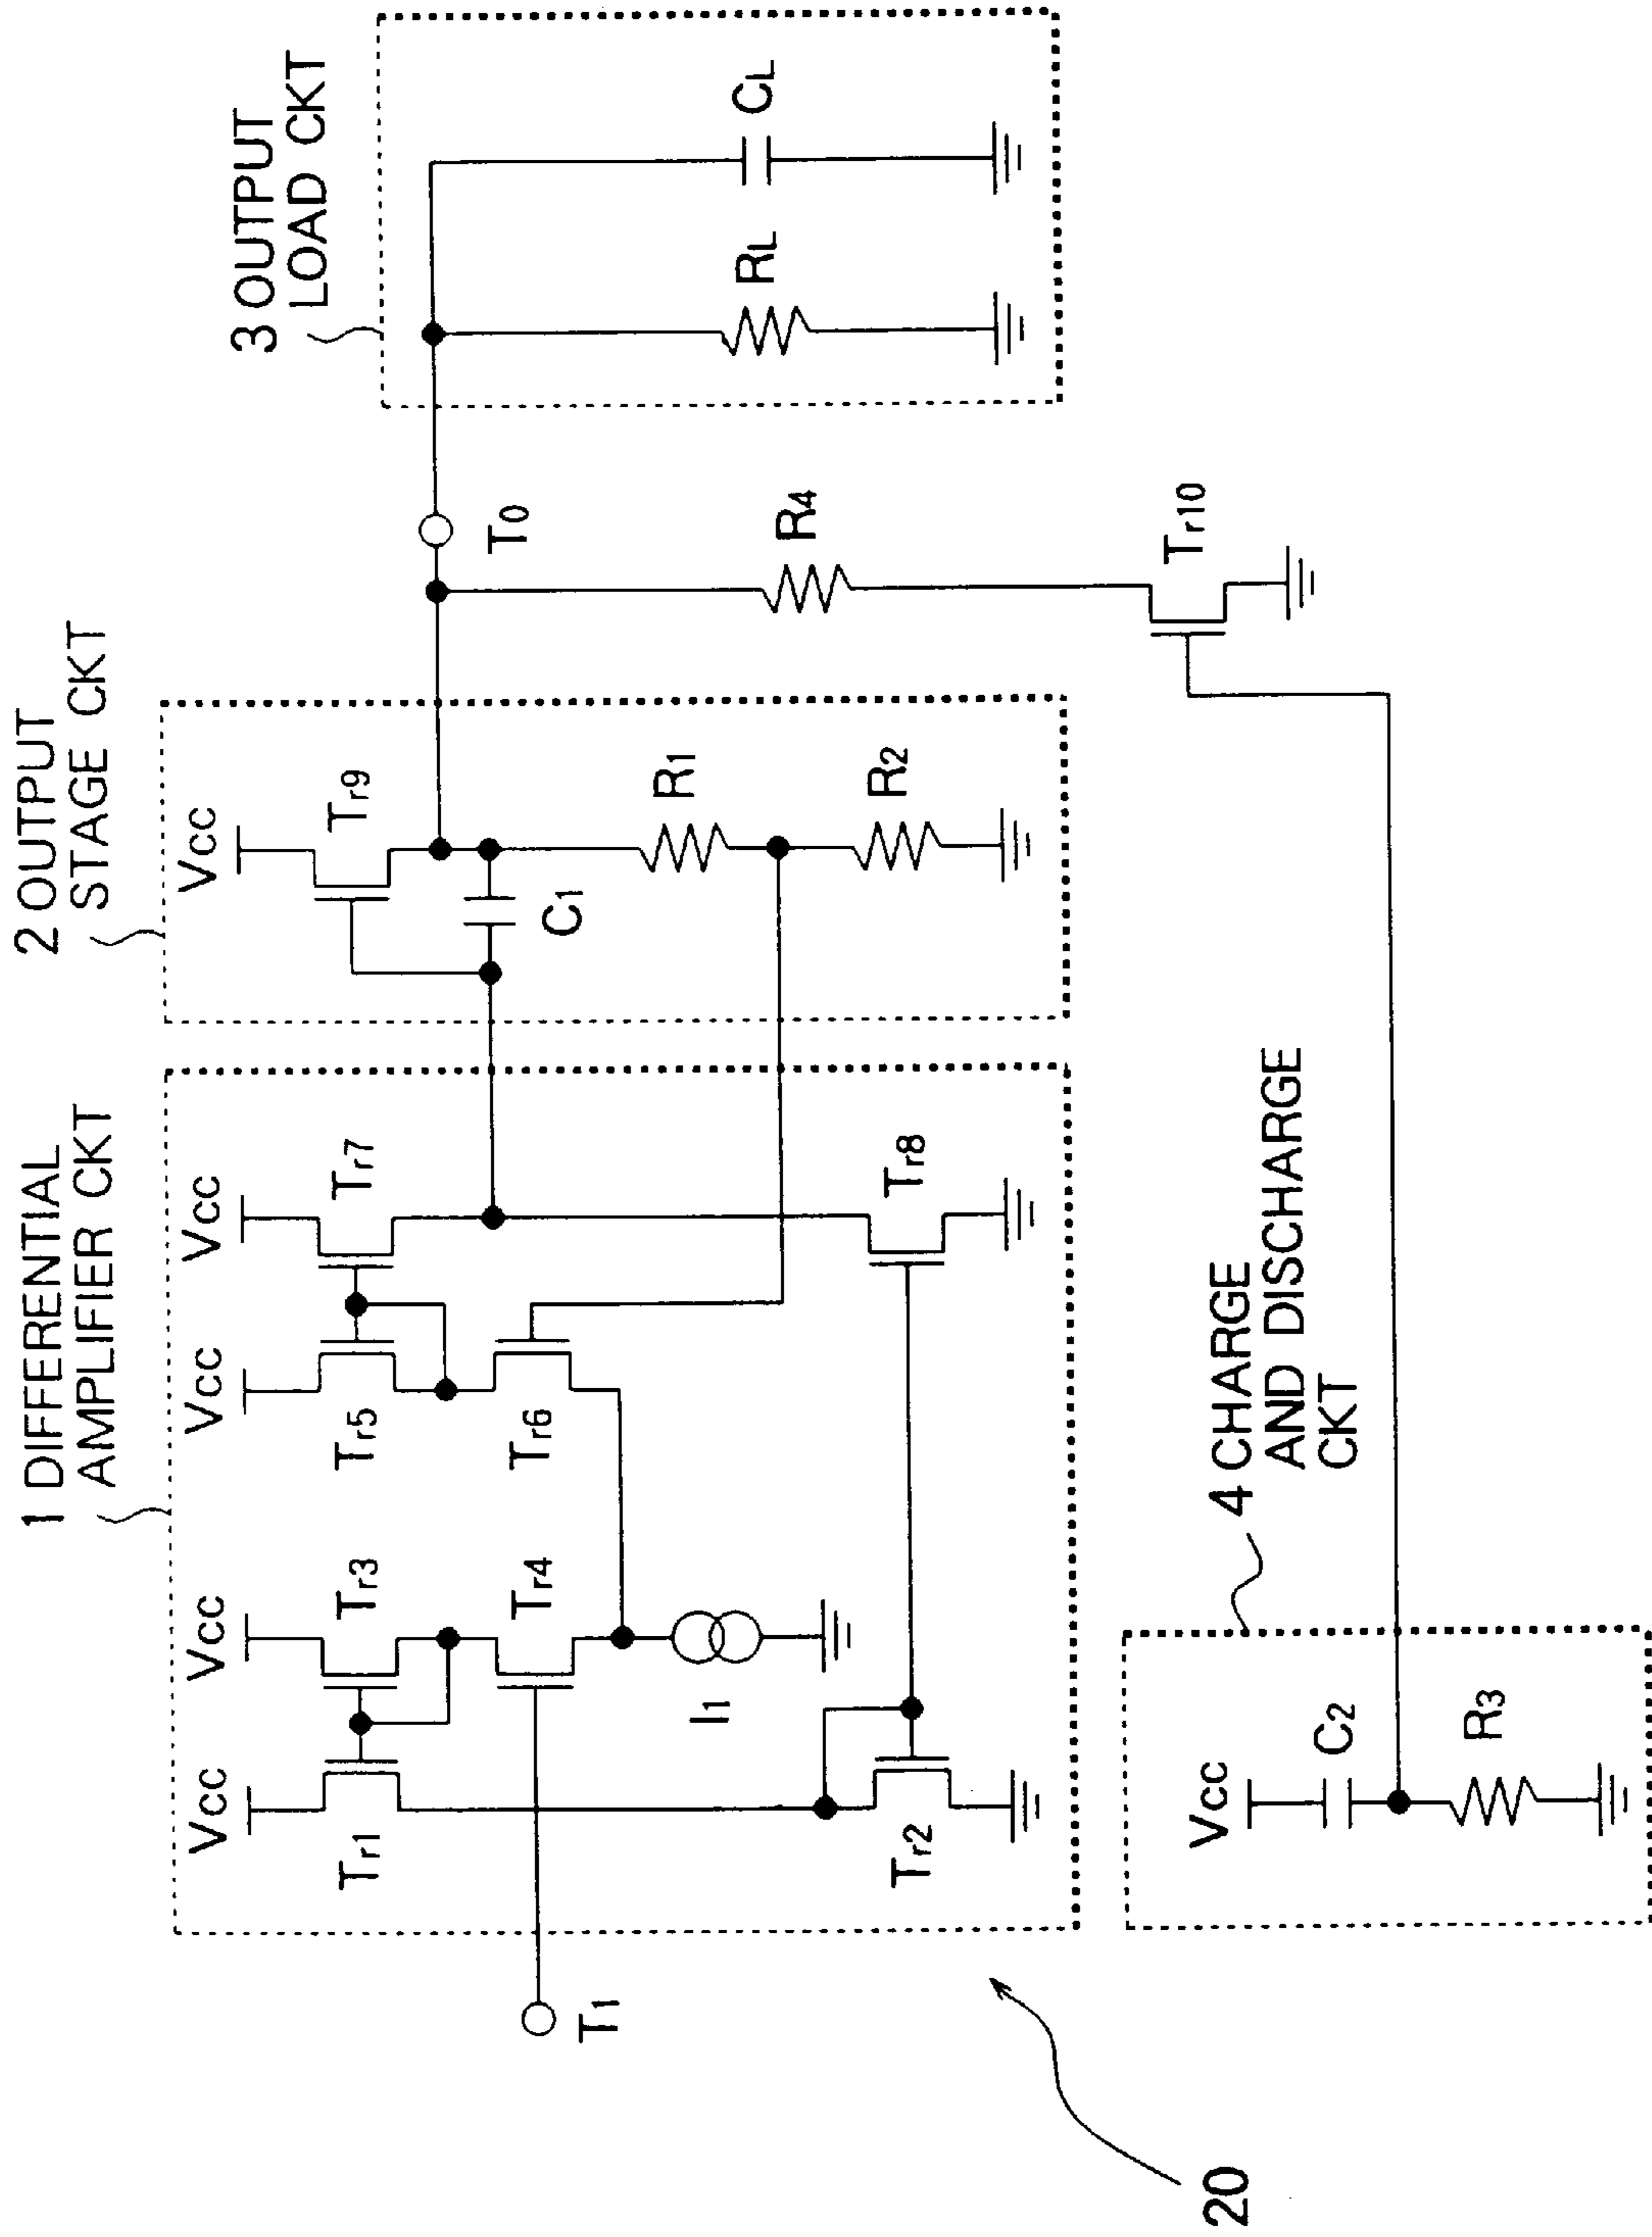 1 DIFFERENTIAL
AMPLIFIER CKT
2 OUTPUT
STAGE CKT
3 OUTPUT
LOAD CKT
VCC
VCC
VCC
VCC
VCC
Tr1
Tr3
Tr5
Tr7
Tr9
Tr4
Tr6
C1
T0
T1
I1
R1
R4
RL
CL
Tr2
Tr8
R2
Tr10
4 CHARGE
AND DISCHARGE
CKT
VCC
C2
R3
20